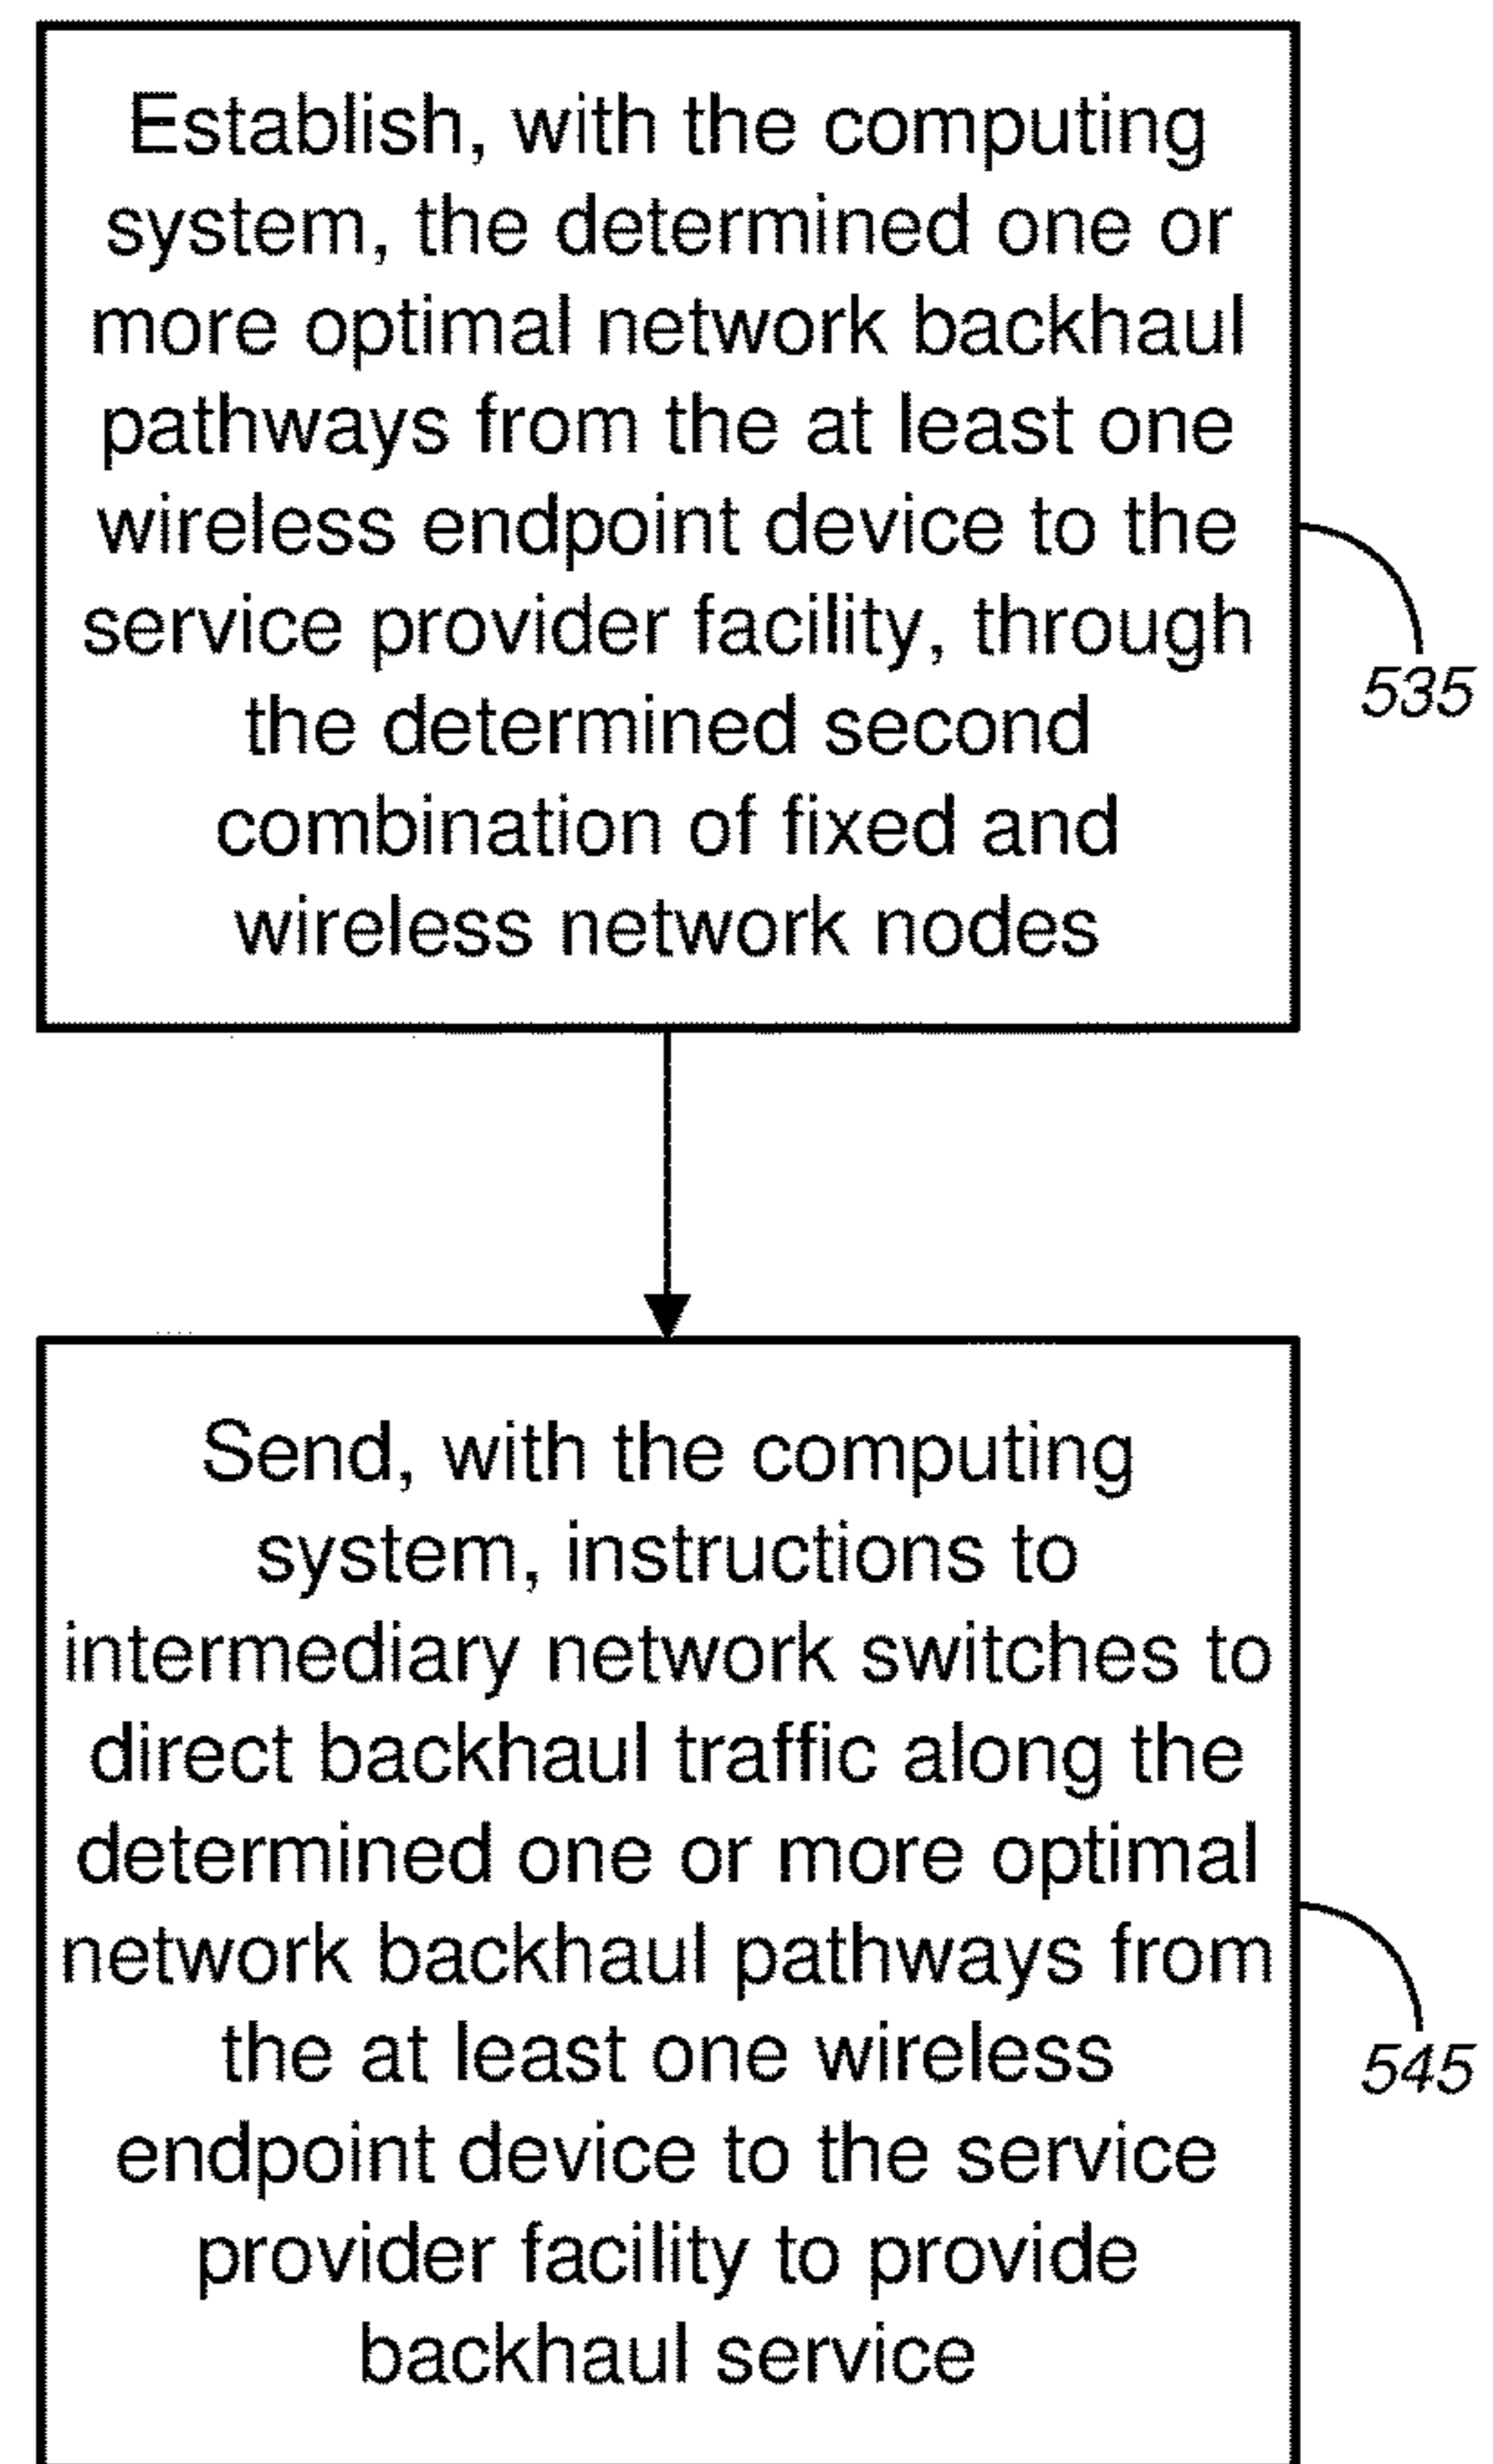 Establish, with the computing
system, the determined one or
more optimal network backhaul
pathways from the at least one
wireless endpoint device to the
service provider facility, through
the determined second
combination of fixed and
wireless network nodes
535
Send, with the computing
system, instructions to
intermediary network switches to
direct backhaul traffic along the
determined one or more optimal
network backhaul pathways from
the at least one wireless
endpoint device to the service
provider facility to provide
backhaul service
545